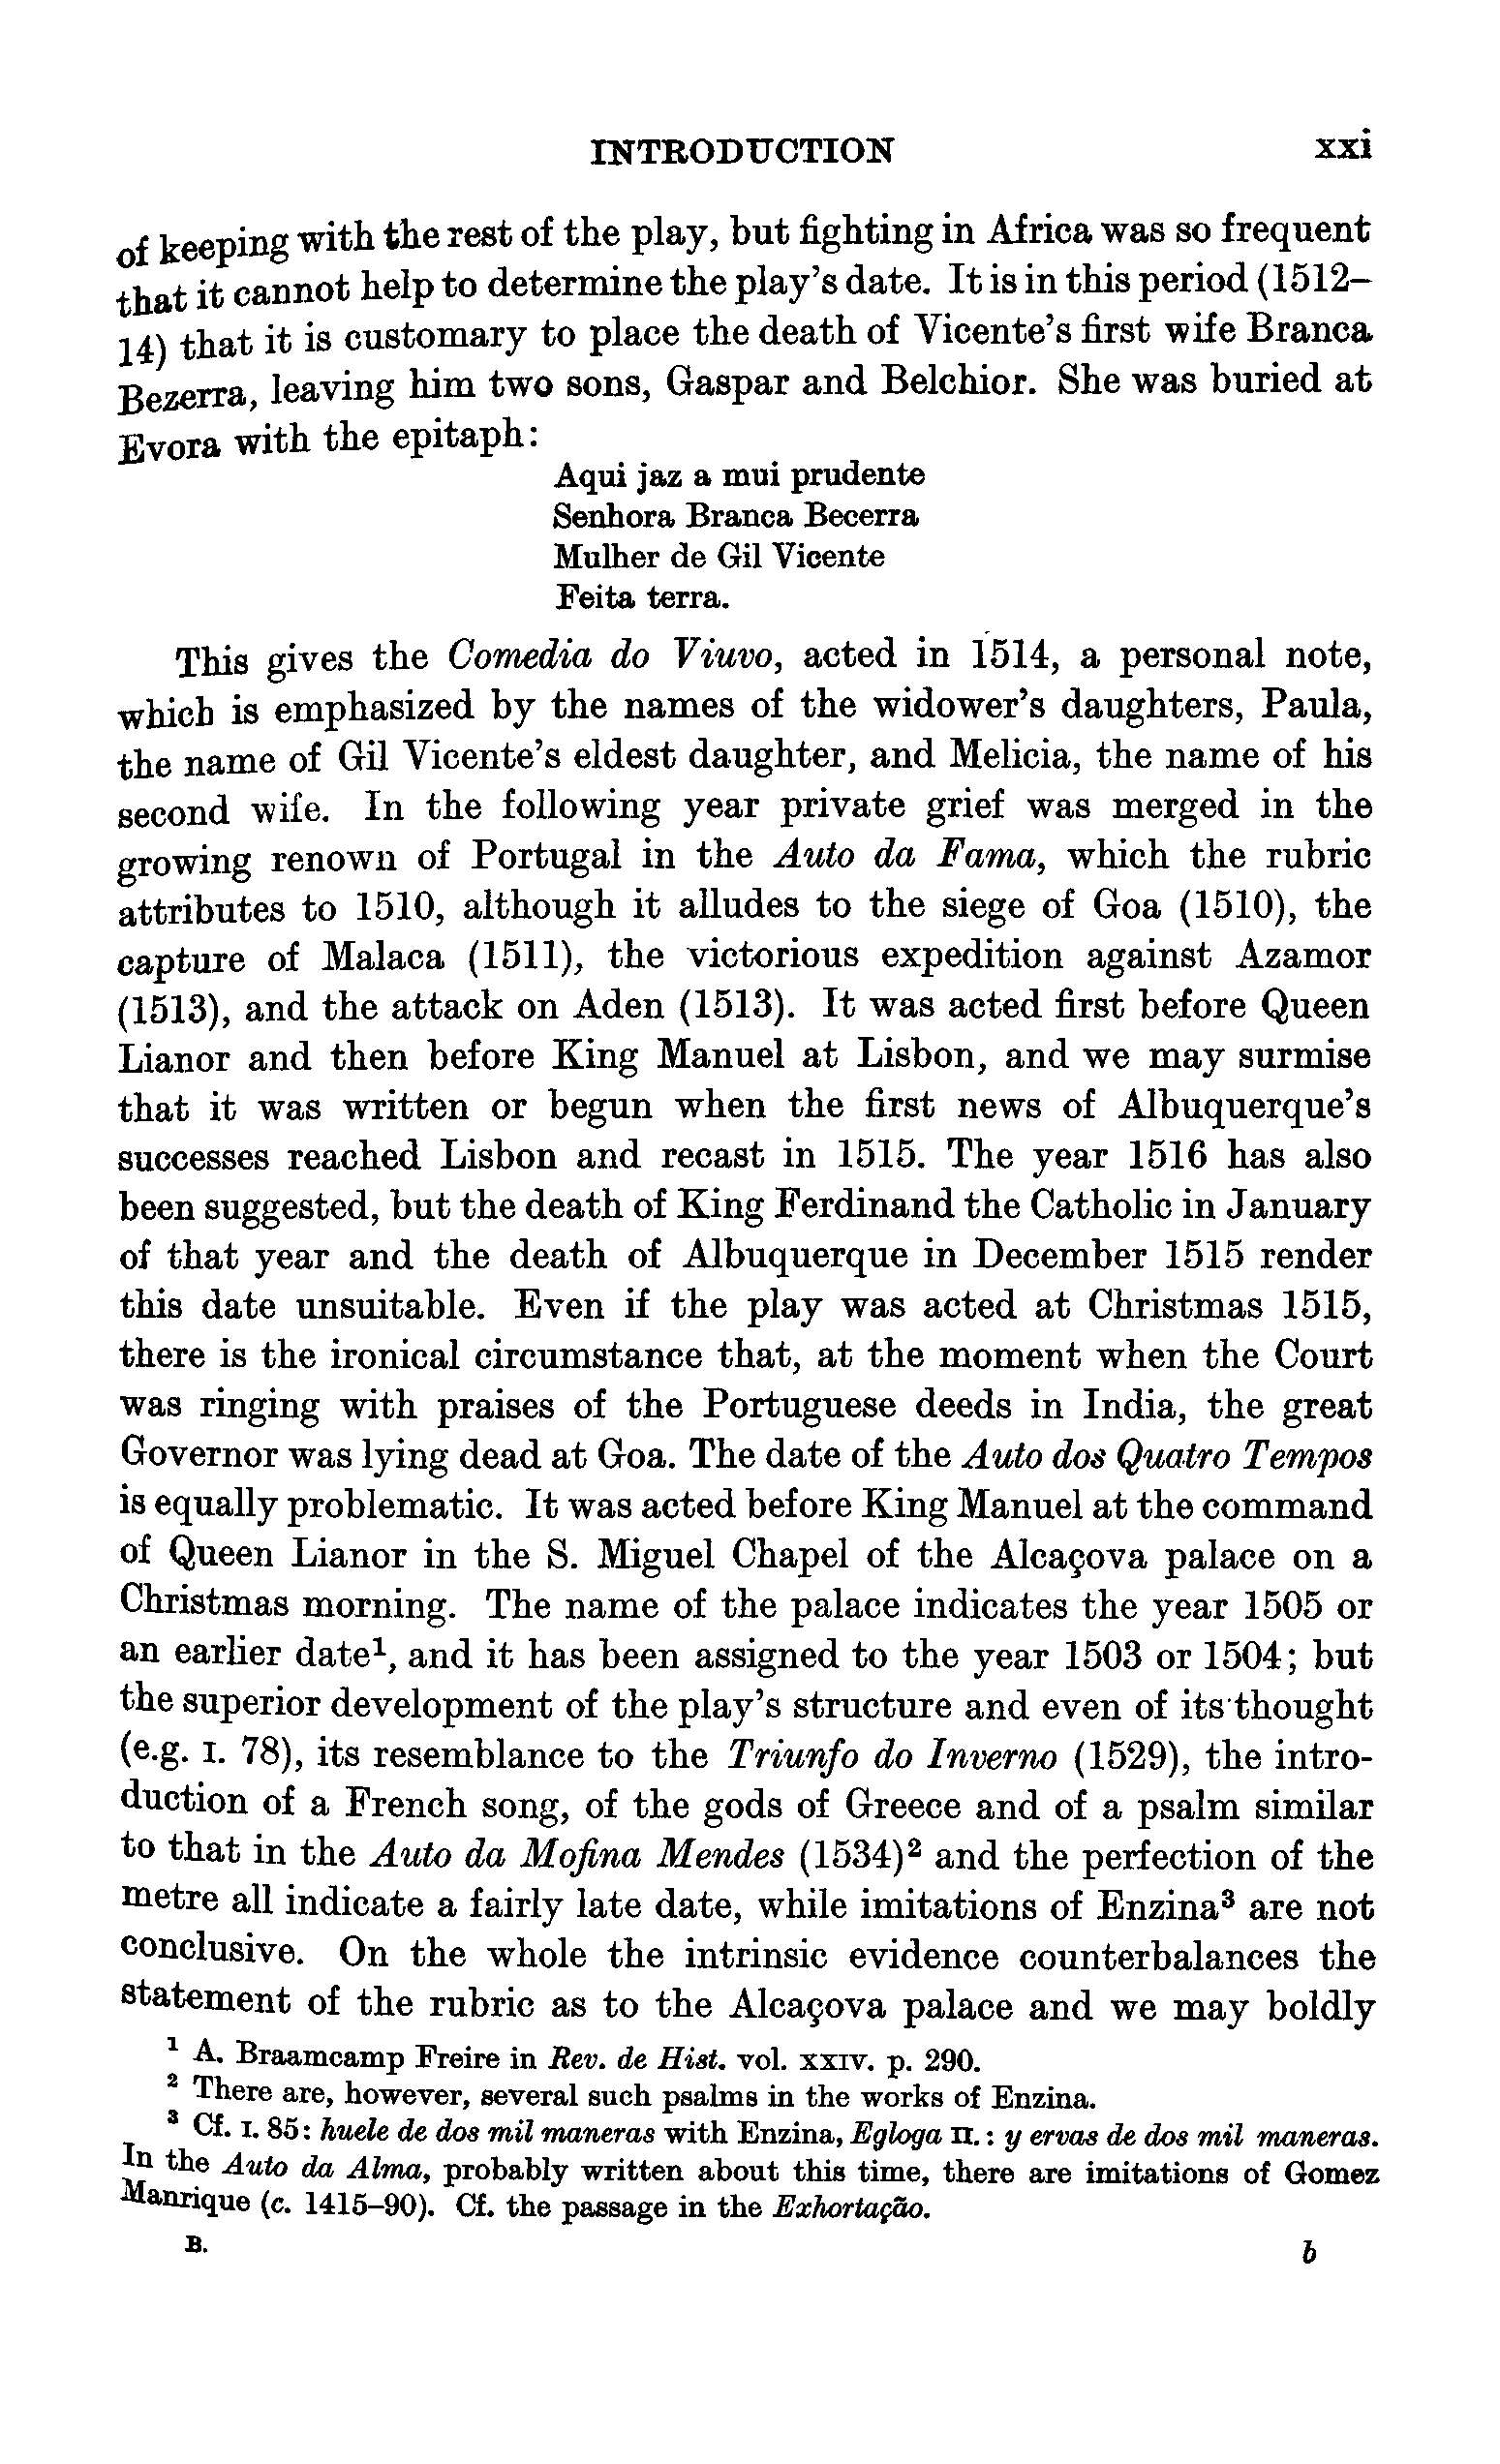 INTRODUCTION xxi
of keeping with the rest of the play, but fighting in Africa was so frequent
that it cannot help to determine the play's date. It is in this period (1512–
14) that it is customary to place the death of Vicente's first wife Branca
Bezerra, leaving him two sons, Gaspar and Belchior. She was buried at
Evora with the epitaph:
Aqui jaz a mui prudente
Senhora Branca Becerra
Mulher de Gil Vicente
Feita terra.
This gives the Comedia do Viuvo, acted in 1514, a personal note,
which is emphasized by the names of the widower's daughters, Paula,
the name of Gil Vicente's eldest daughter, and Melicia, the name of his
second wife. In the following year private grief was merged in the
growing renown of Portugal in the Auto da Fama, which the rubric
attributes to 1510, although it alludes to the siege of Goa (1510), the
capture of Malaca (1511), the victorious expedition against Azamor
(1513), and the attack on Aden (1513). It was acted first before Queen
Lianor and then before King Manuel at Lisbon, and we may surmise
that it was written or begun when the first news of Albuquerque's
successes reached Lisbon and recast in 1515. The year 1516 has also
been suggested, but the death of King Ferdinand the Catholic in January
of that year and the death of Albuquerque in December 1515 render
this date unsuitable. Even if the play was acted at Christmas 1515,
there is the ironical circumstance that, at the moment when the Court
was ringing with praises of the Portuguese deeds in India, the great
Governor was lying dead at Goa. The date of the Auto dos Quatro Tempos
is equally problematic. It was acted before King Manuel at the command
of Queen Lianor in the S. Miguel Chapel of the Alcaçova palace on a
Christmas morning. The name of the palace indicates the year 1505 or
an earlier date¹, and it has been assigned to the year 1503 or 1504; but
the superior development of the play's structure and even of its thought
(e.g. I. 78), its resemblance to the Triunfo do Inverno (1529), the intro-
duction of a French song, of the gods of Greece and of a psalm similar
to that in the Auto da Mofina Mendes (1534)² and the perfection of the
metre all indicate a fairly late date, while imitations of Enzina³ are not
conclusive. On the whole the intrinsic evidence counterbalances the
statement of the rubric as to the Alcaçova palace and we may boldly
¹ A. Braamcamp Freire in Rev. de Hist. vol. XXIV. p. 290.
² There are, however, several such psalms in the works of Enzina.
³ Cf. I. 85: huele de dos mil maneras with Enzina, Egloga II.: y ervas de dos mil maneras.
In the Auto da Alma, probably written about this time, there are imitations of Gomez
Manrique (c. 1415–90). Cf. the passage in the Exhortação.
B. b